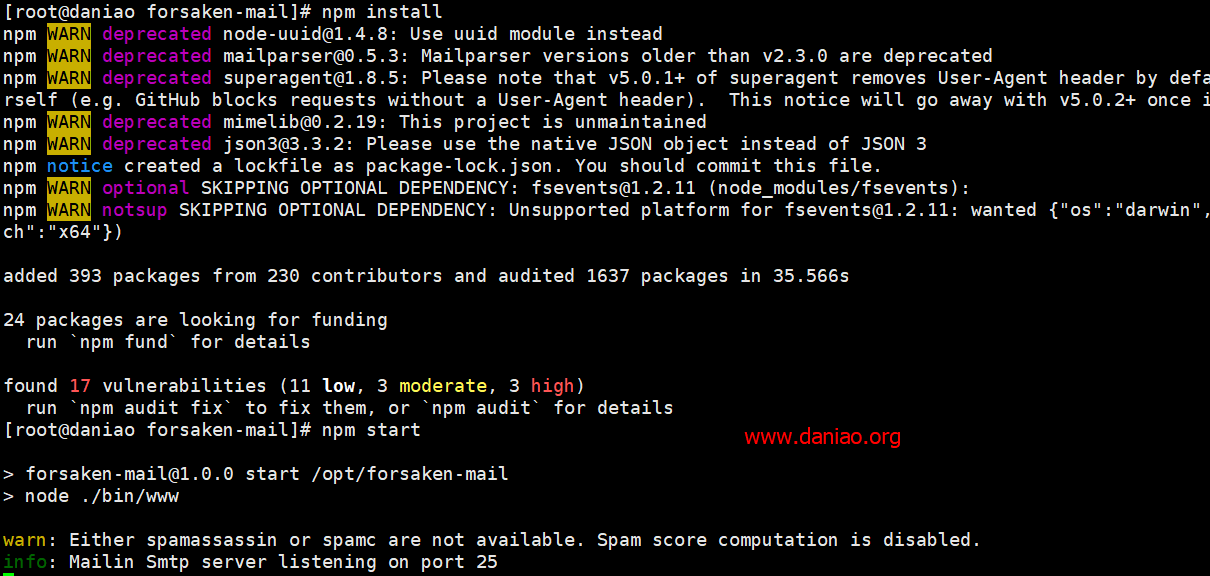 [root@daniao forsaken-mail]# npm install
npm WARN deprecated node-uuid@1.4.8: Use uuid module instead
npm WARN deprecated mailparser@0.5.3: Mailparser versions older than v2.3.0 are deprecated
npm WARN deprecated superagent@1.8.5: Please note that v5.0.1+ of superagent removes User-Agent header by defa
rself (e.g. GitHub blocks requests without a User-Agent header).  This notice will go away with v5.0.2+ once i
npm WARN deprecated mimelib@0.2.19: This project is unmaintained
npm WARN deprecated json3@3.3.2: Please use the native JSON object instead of JSON 3
npm notice created a lockfile as package-lock.json. You should commit this file.
npm WARN optional SKIPPING OPTIONAL DEPENDENCY: fsevents@1.2.11 (node_modules/fsevents):
npm WARN notsup SKIPPING OPTIONAL DEPENDENCY: Unsupported platform for fsevents@1.2.11: wanted {"os":"darwin",
ch":"x64"})
added 393 packages from 230 contributors and audited 1637 packages in 35.566s
24 packages are looking for funding
  run `npm fund` for details
found 17 vulnerabilities (11 low, 3 moderate, 3 high)
  run `npm audit fix` to fix them, or `npm audit` for details
[root@daniao forsaken-mail]# npm start
www.daniao.org
> forsaken-mail@1.0.0 start /opt/forsaken-mail
> node ./bin/www
warn: Either spamassassin or spamc are not available. Spam score computation is disabled.
info: Mailin Smtp server listening on port 25